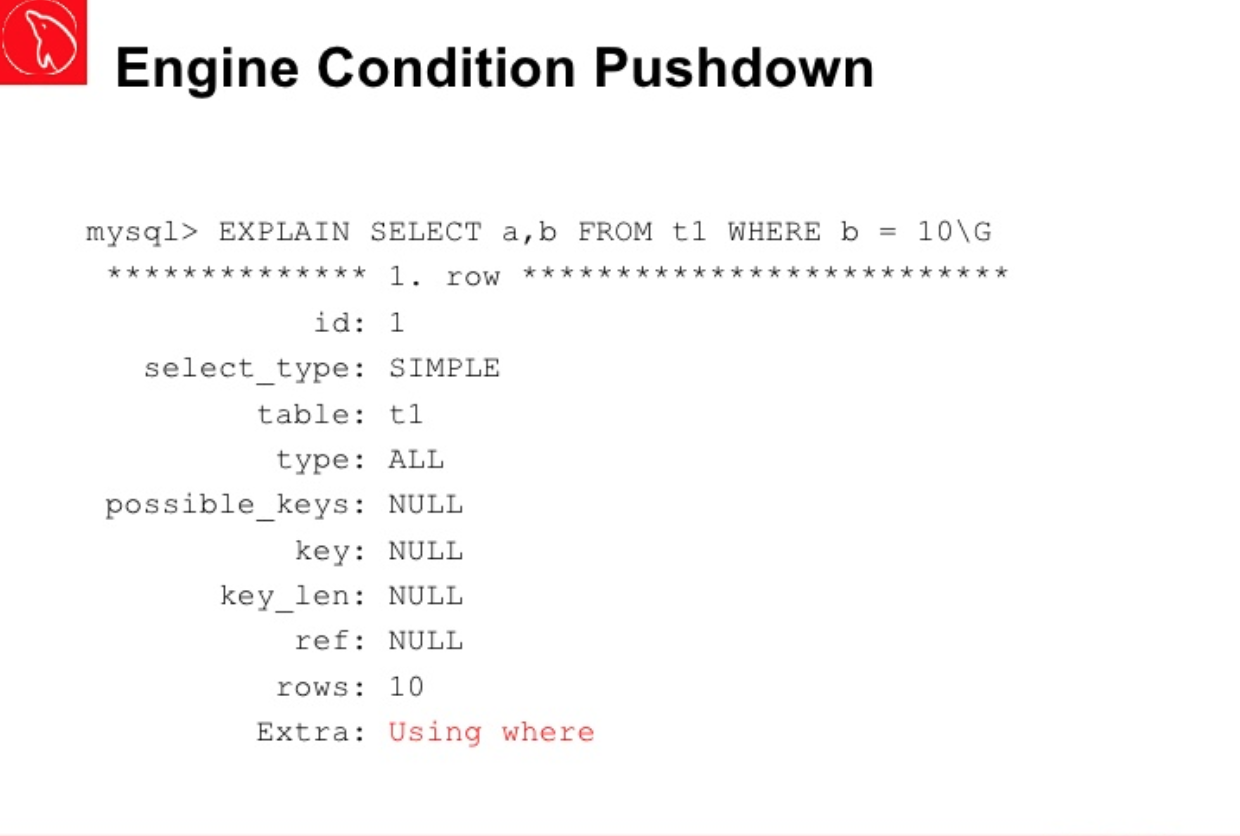 Engine Condition Pushdown
mysql> EXPLAIN SELECT a,b FROM t1 WHERE b = 10\G
************** 1. row **************************
id: 1
select_type: SIMPLE
table: t1
type: ALL
possible_keys: NULL
key: NULL
key_len: NULL
ref: NULL
rows: 10
Extra: Using where